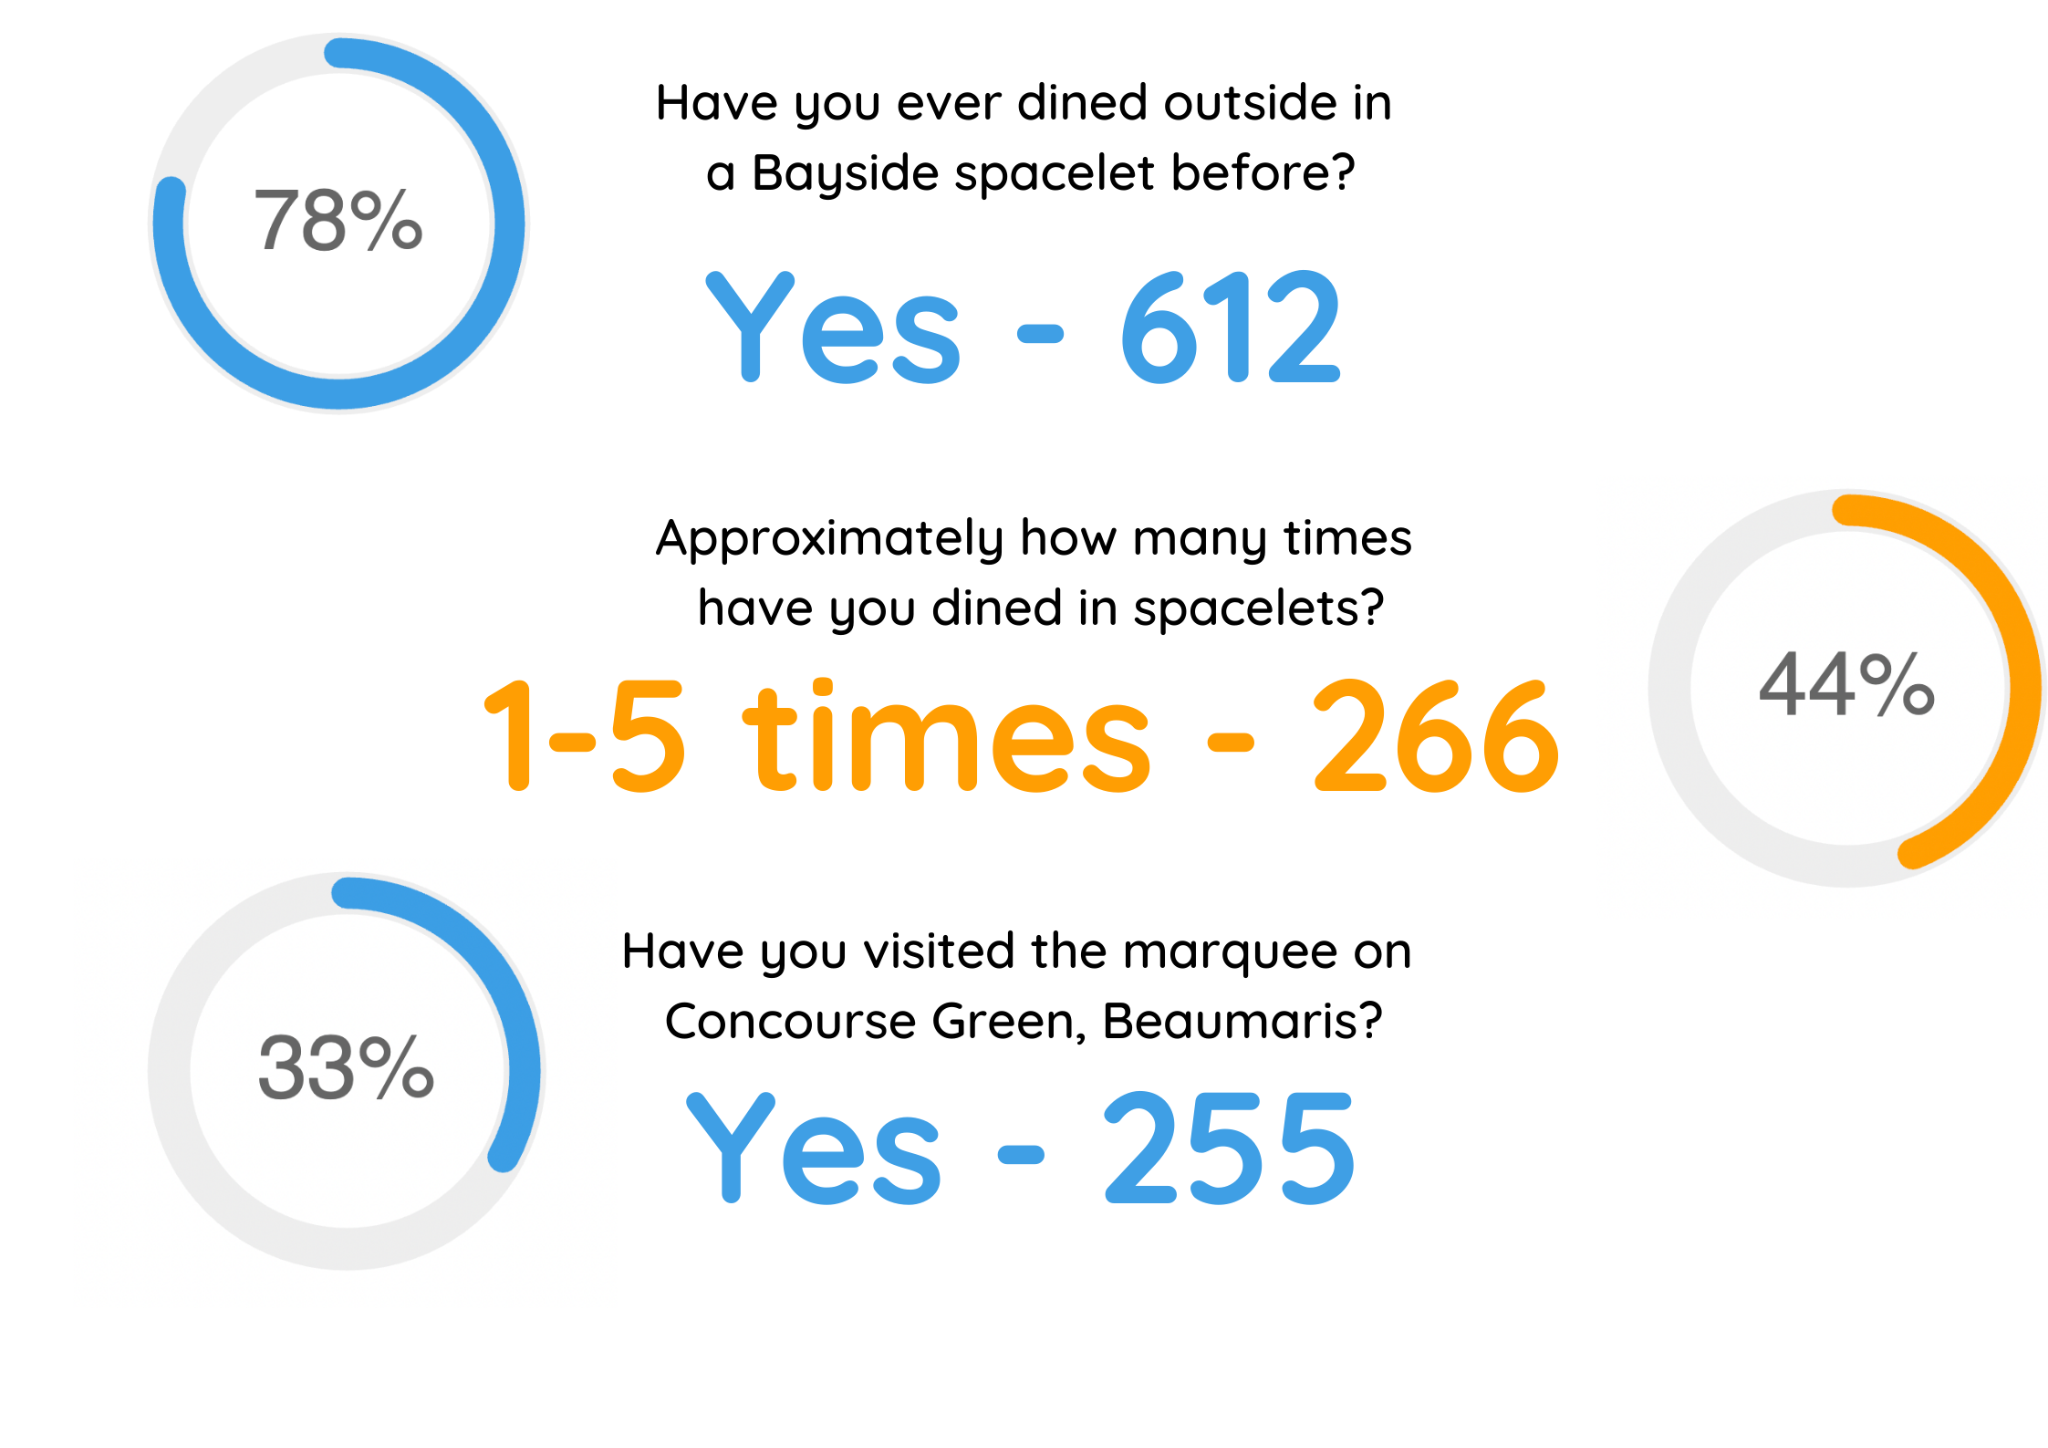 78%
Have you ever dined outside in
a Bayside spacelet before?
Yes - 612
Approximately how many times
have you dined in spacelets?
1-5 times - 266
44%
33%
Have you visited the marquee on
Concourse Green, Beaumaris?
Yes - 255